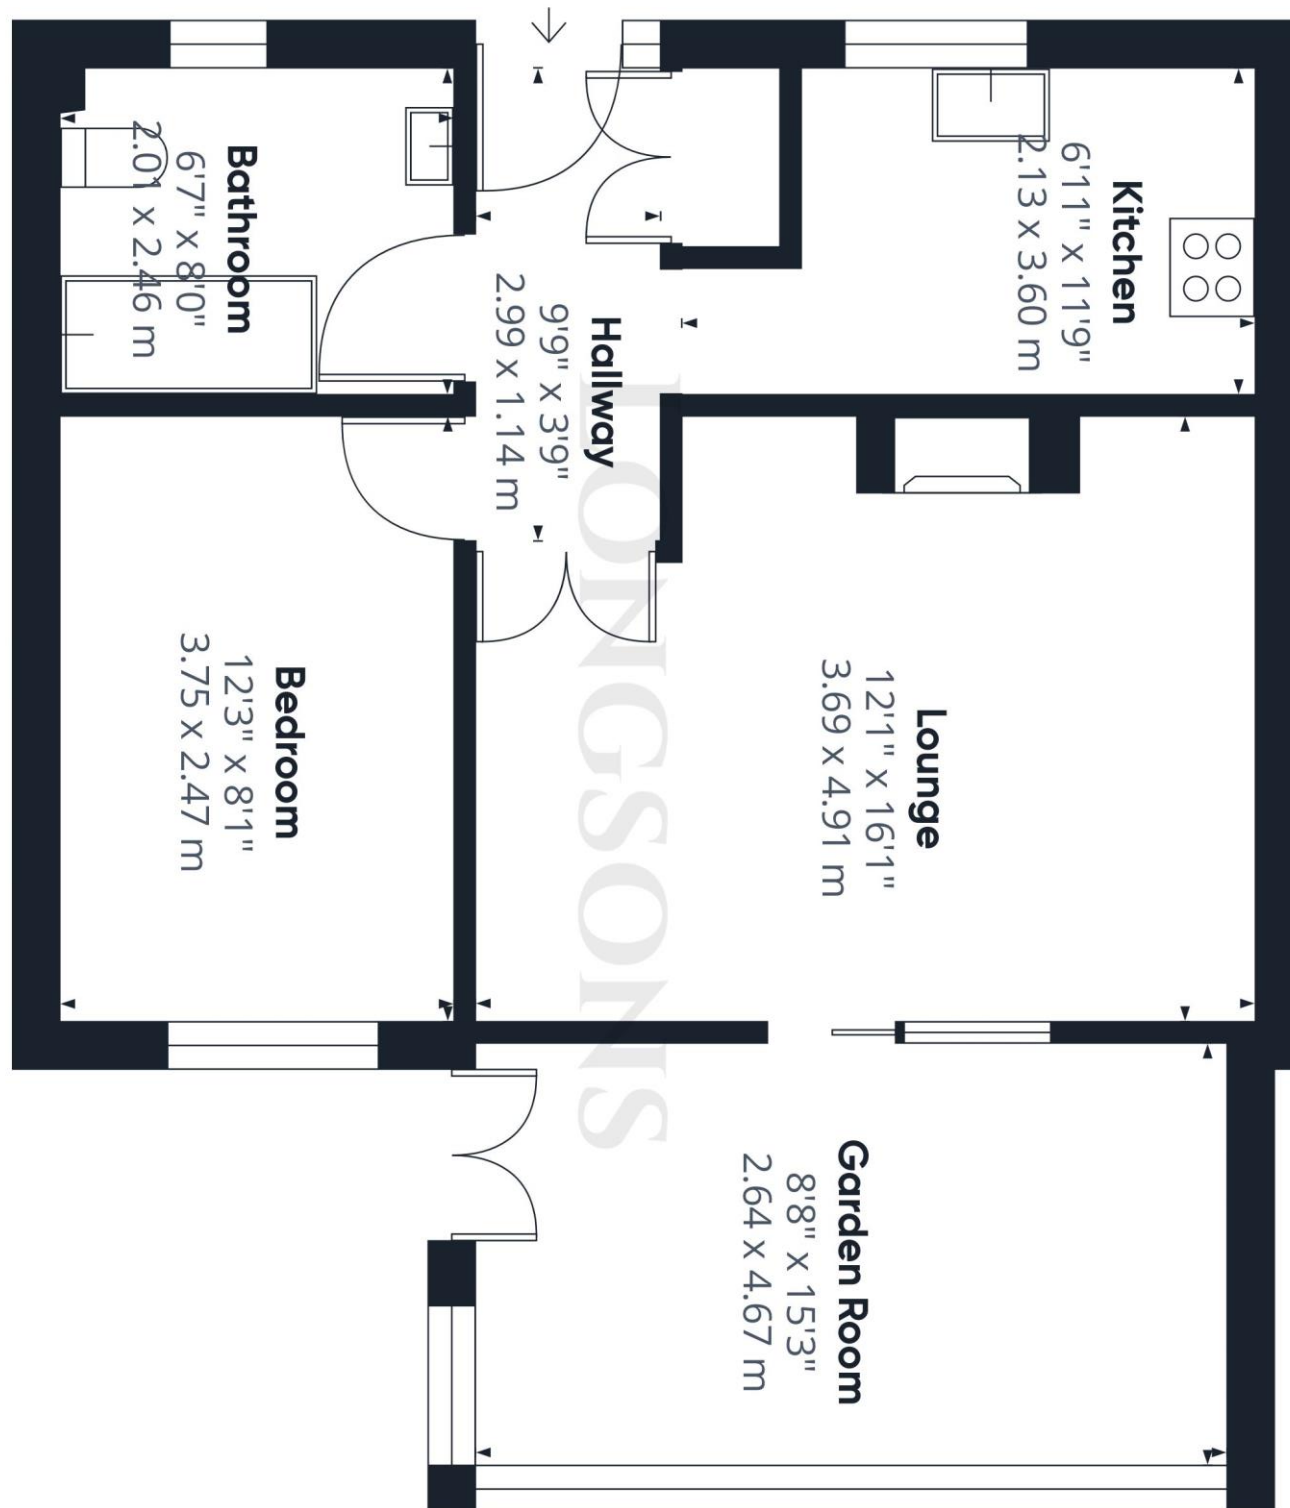 Kitchen
6'11" x 11'9"
2.13 x 3.60 m
Bathroom
6'7" x 8'0"
2.01 x 2.46 m
Hallway
9'9" x 3'9"
2.99 x 1.14 m
Lounge
12'1" x 16'1"
3.69 x 4.91 m
Bedroom
12'3" x 8'1"
3.75 x 2.47 m
Garden Room
8'8" x 15'3"
2.64 x 4.67 m
LONGSONS